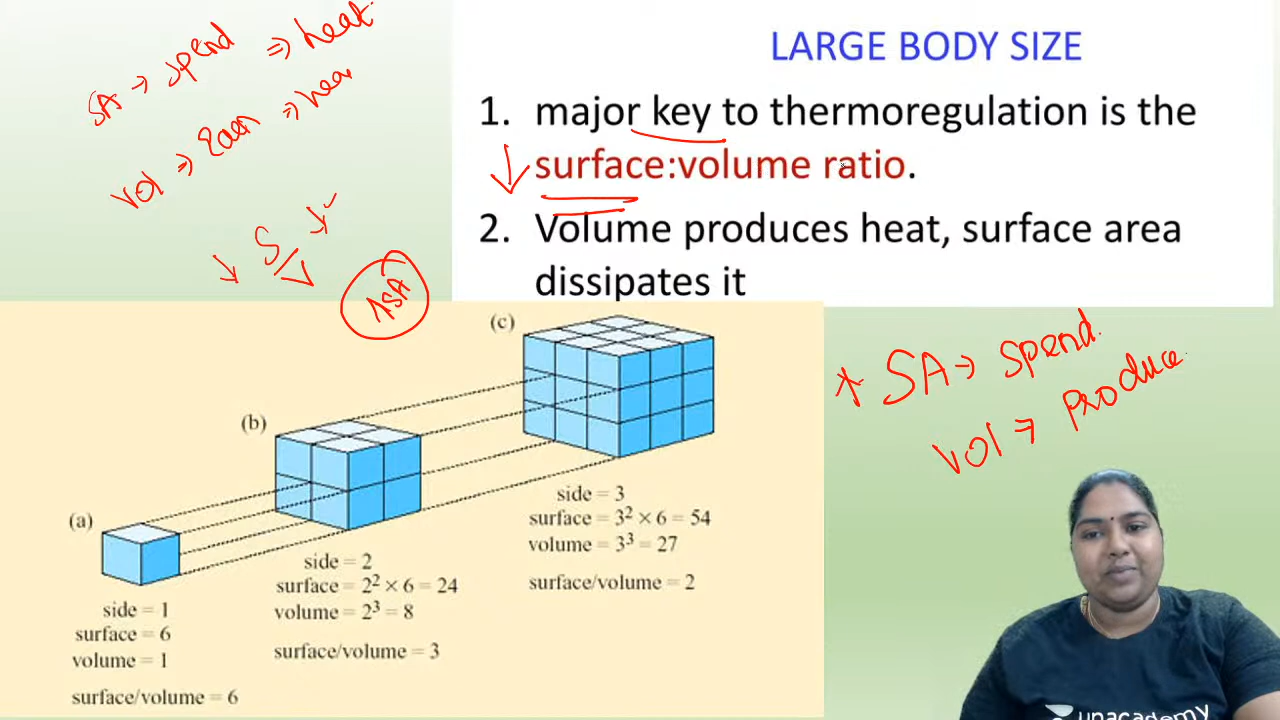 SA → spend ⇒ heat
Vol ⇒ Earn ⇒ hea
↓ S/V ↓
↑SA
LARGE BODY SIZE
1. major key to thermoregulation is the
surface:volume ratio.
2. Volume produces heat, surface area
dissipates it
* SA → spend.
Vol ⇒ produce
(c)
side = 3
surface = 3² × 6 = 54
volume = 3³ = 27
surface/volume = 2
(b)
side = 2
surface = 2² × 6 = 24
volume = 2³ = 8
surface/volume = 3
(a)
side = 1
surface = 6
volume = 1
surface/volume = 6
unacademy